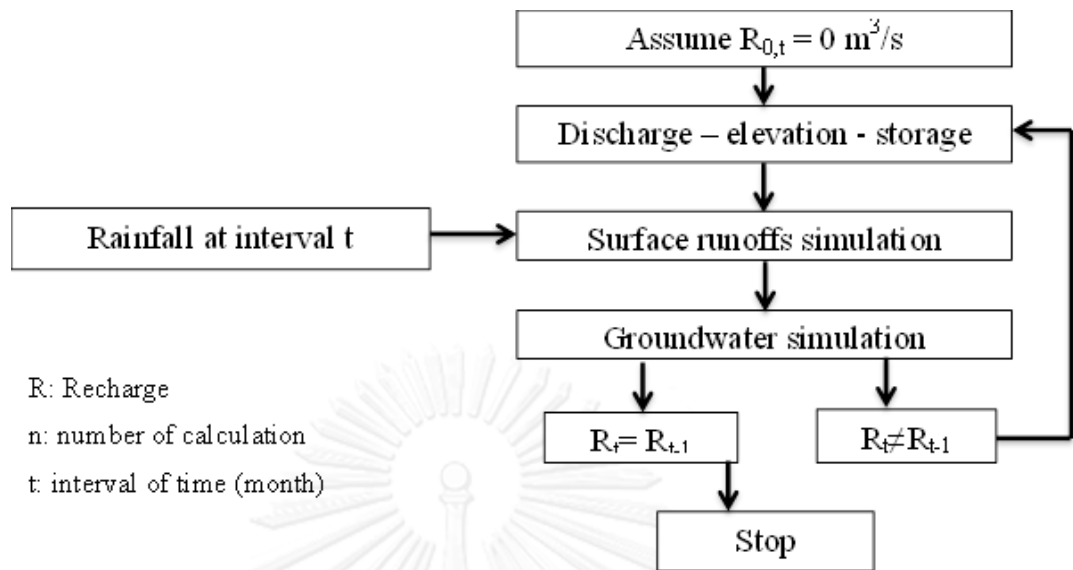 Assume R₀,ₜ = 0 m³/s
Discharge – elevation - storage
Rainfall at interval t
Surface runoffs simulation
Groundwater simulation
R: Recharge
n: number of calculation
t: interval of time (month)
Rₜ= Rₜ₋₁
Rₜ≠Rₜ₋₁
Stop